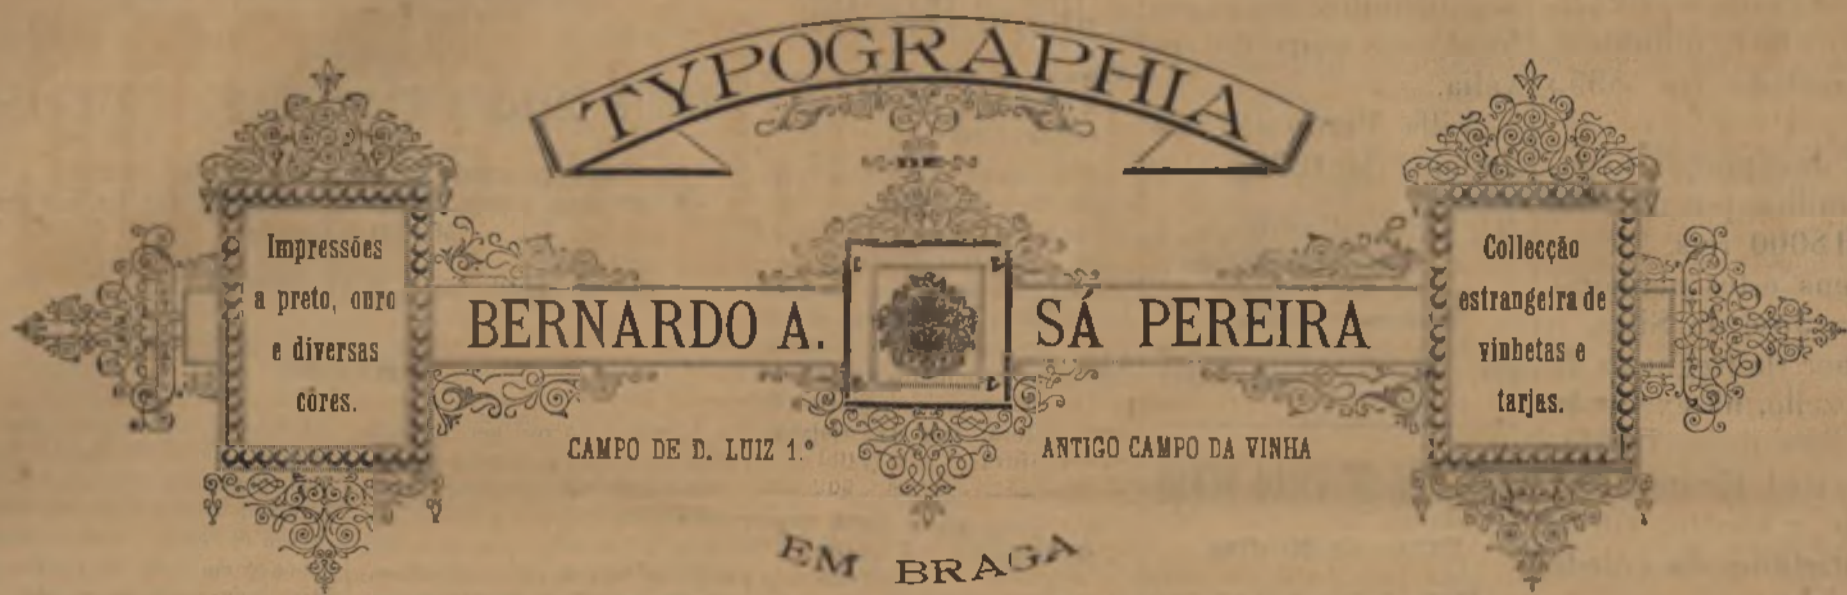 TYPOGRAPHIA
Impressões
a preto, ouro
e diversas
côres.
BERNARDO A. SÁ PEREIRA
Collecção
estrangeira de
vinhetas e
tarjas.
CAMPO DE D. LUIZ 1.º
ANTIGO CAMPO DA VINHA
EM BRAGA